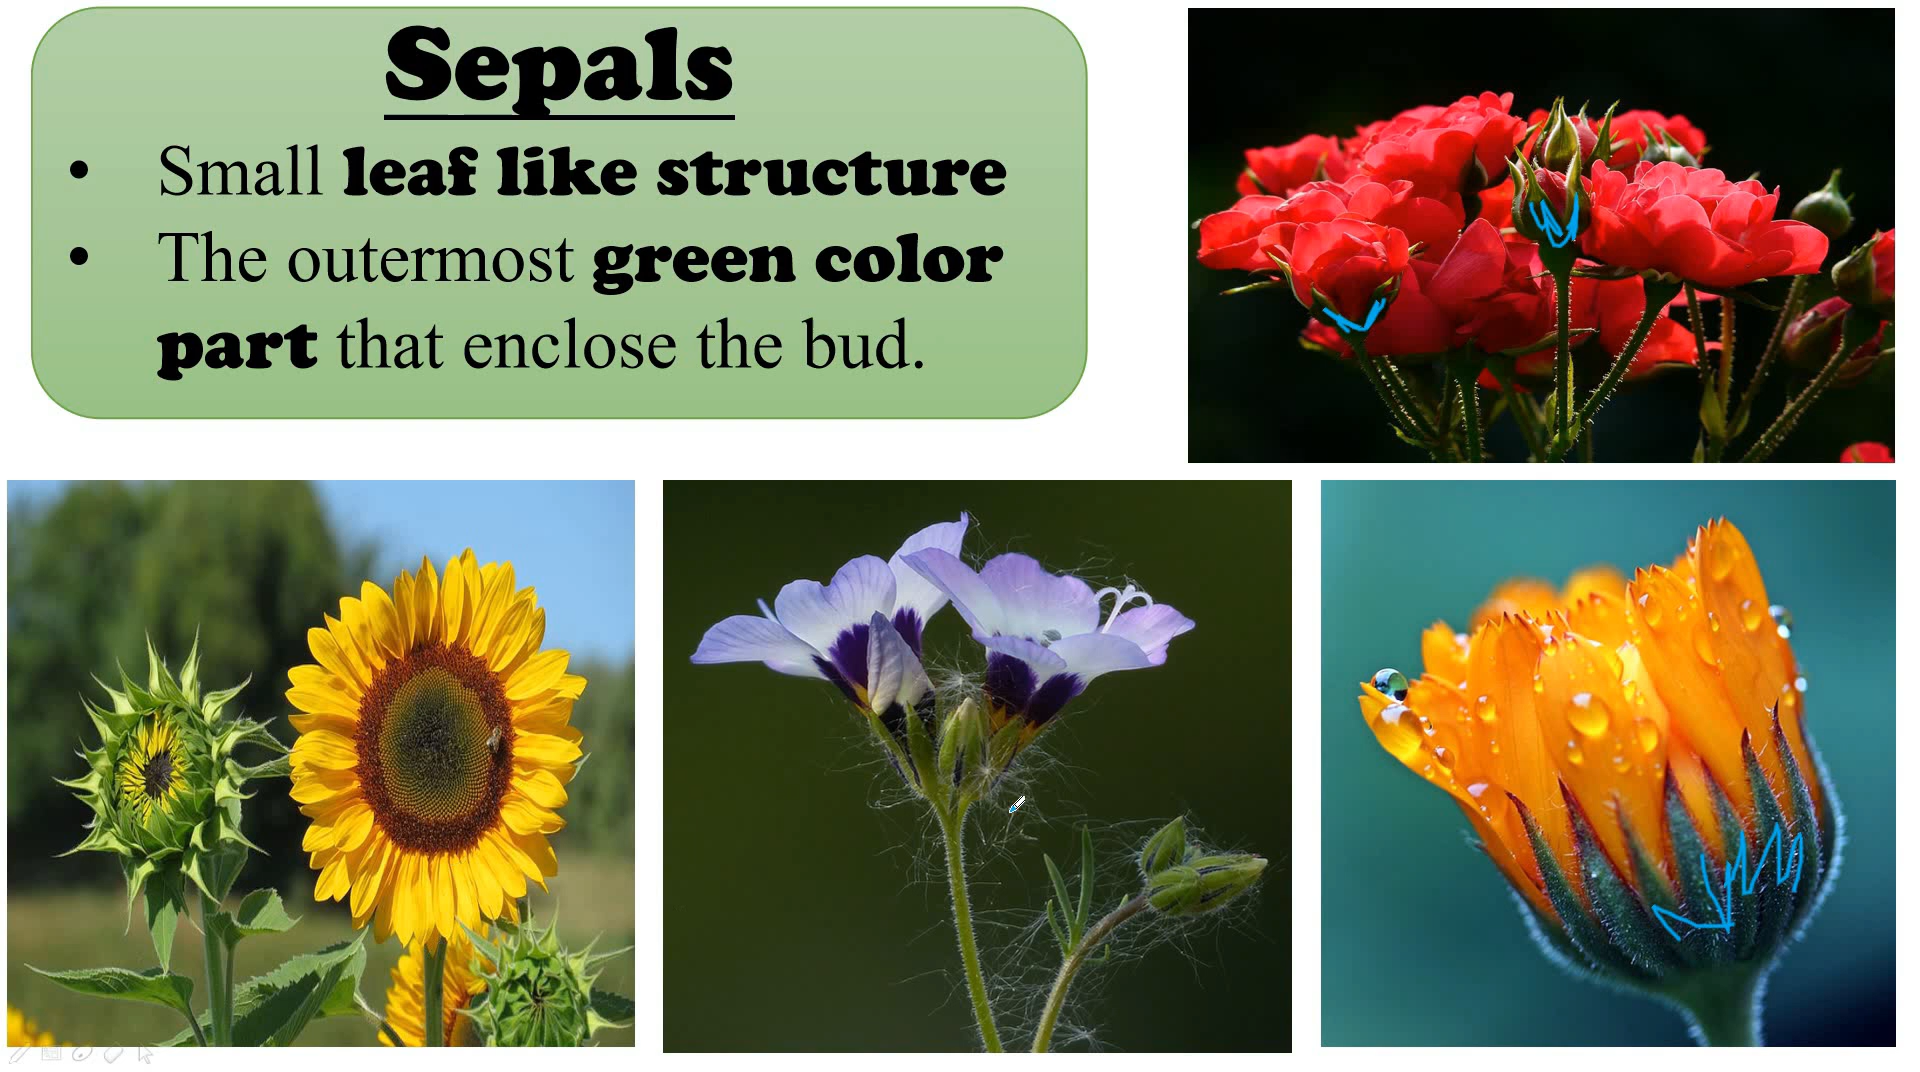 Sepals
• Small leaf like structure
• The outermost green color
part that enclose the bud.